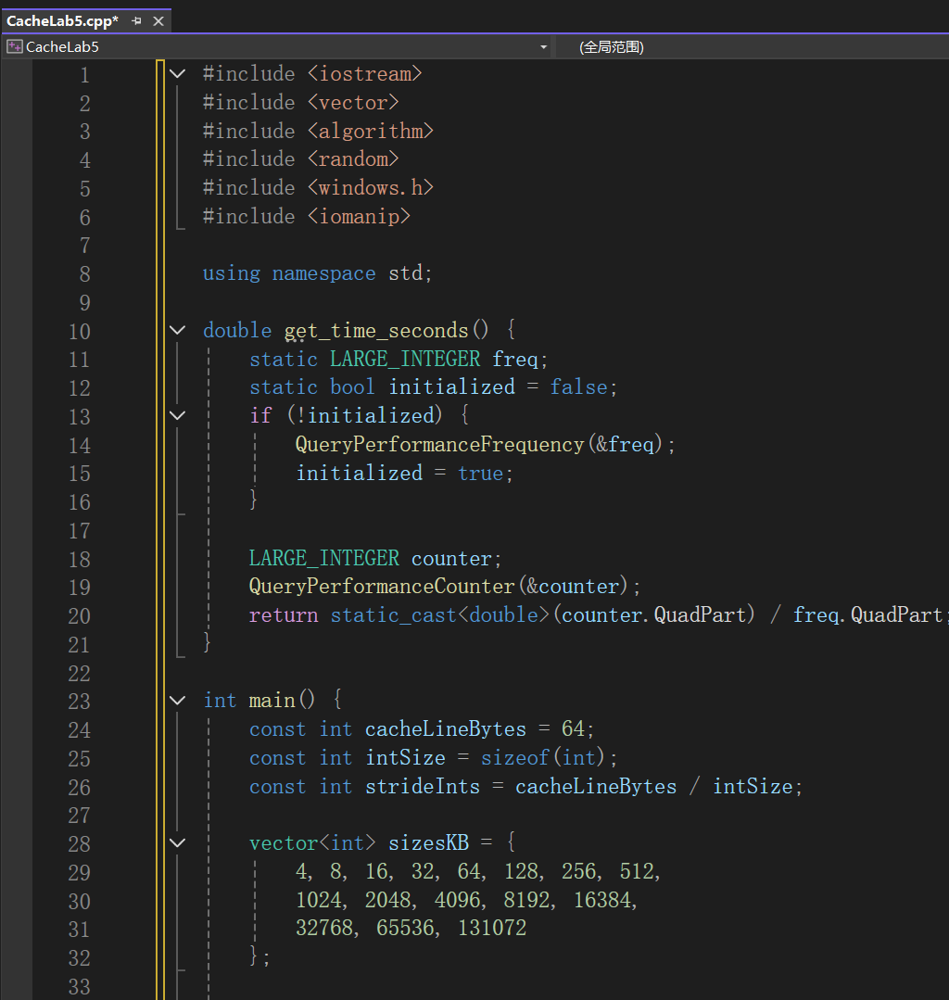 CacheLab5.cpp*
CacheLab5 (全局范围)
1 #include <iostream>
2 #include <vector>
3 #include <algorithm>
4 #include <random>
5 #include <windows.h>
6 #include <iomanip>
7
8 using namespace std;
9
10 double get_time_seconds() {
11 static LARGE_INTEGER freq;
12 static bool initialized = false;
13 if (!initialized) {
14 QueryPerformanceFrequency(&freq);
15 initialized = true;
16 }
17
18 LARGE_INTEGER counter;
19 QueryPerformanceCounter(&counter);
20 return static_cast<double>(counter.QuadPart) / freq.QuadPart;
21 }
22
23 int main() {
24 const int cacheLineBytes = 64;
25 const int intSize = sizeof(int);
26 const int strideInts = cacheLineBytes / intSize;
27
28 vector<int> sizesKB = {
29 4, 8, 16, 32, 64, 128, 256, 512,
30 1024, 2048, 4096, 8192, 16384,
31 32768, 65536, 131072
32 };
33